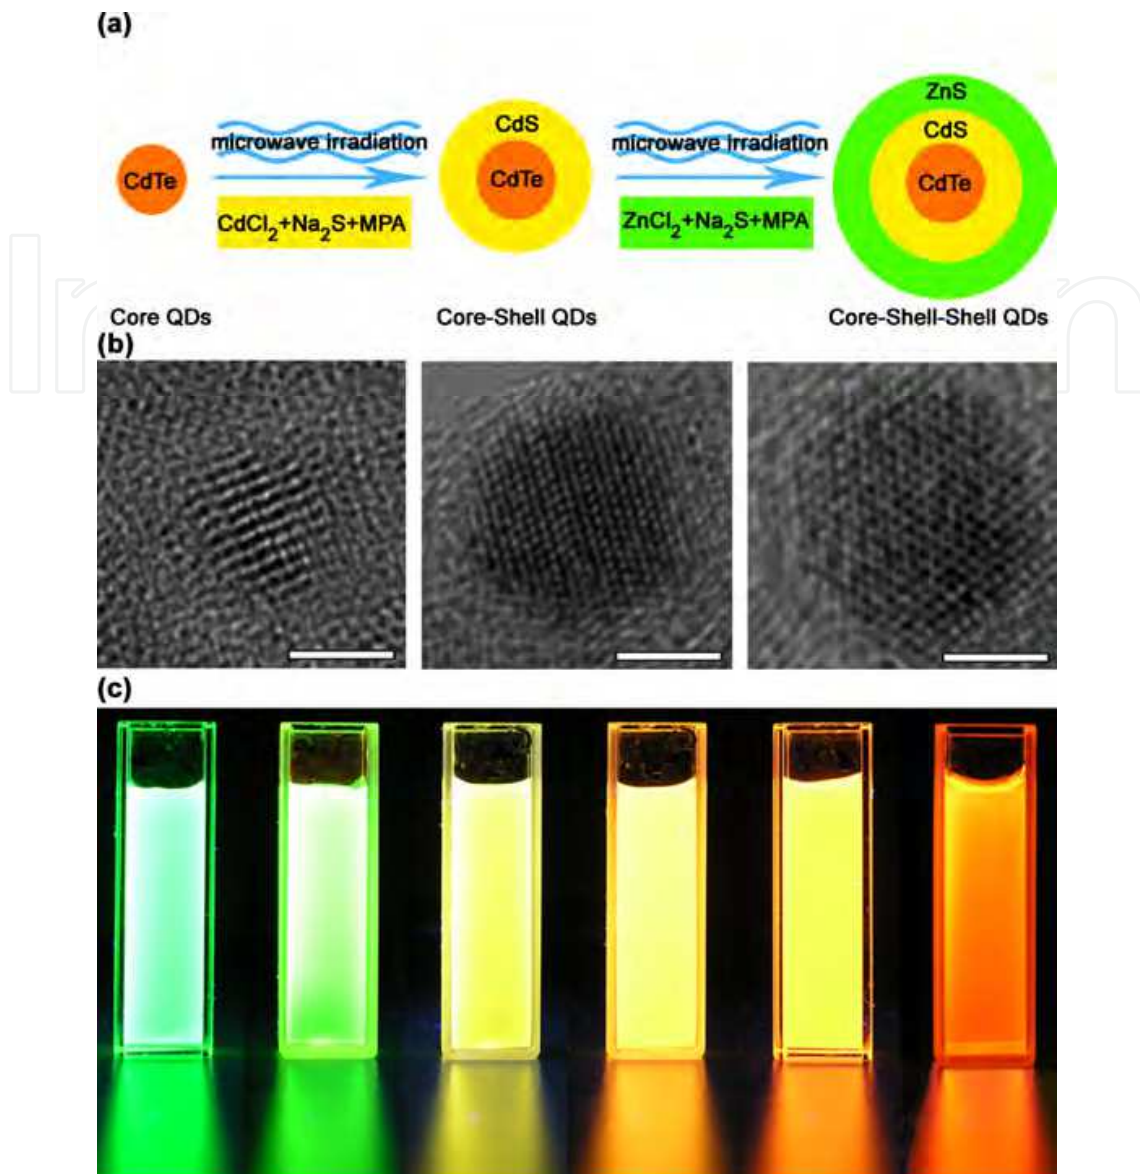 (a)
microwave irradiation
CdTe
CdCl₂+Na₂S+MPA
CdS
CdTe
microwave irradiation
ZnCl₂+Na₂S+MPA
ZnS
CdS
CdTe
Core QDs
Core-Shell QDs
Core-Shell-Shell QDs
(b)
(c)